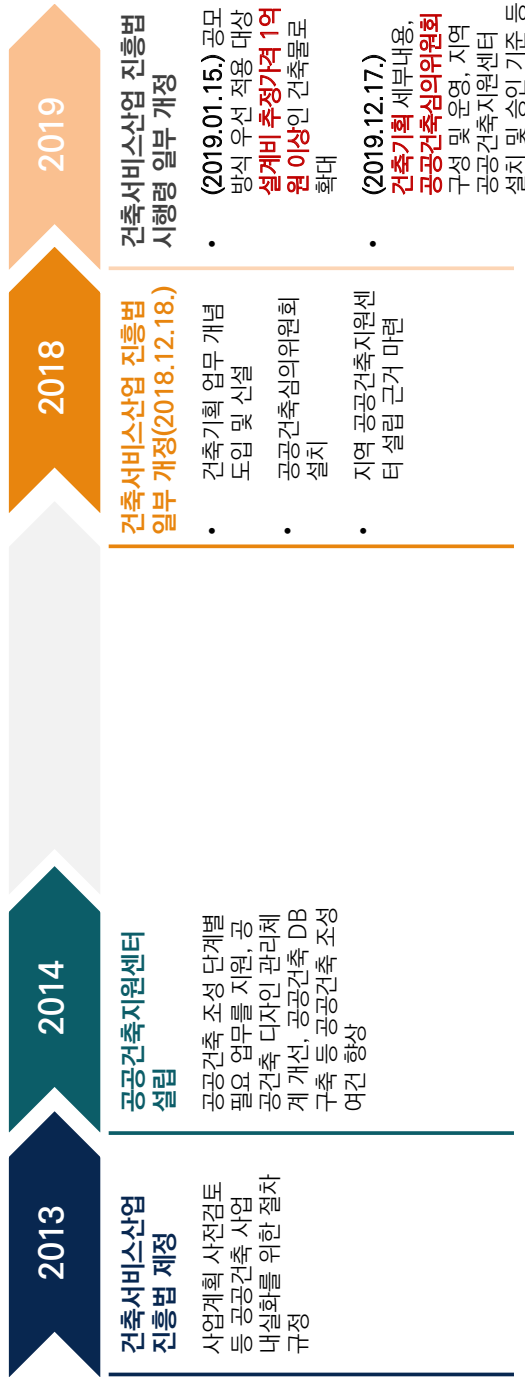 2013
건축서비스산업
진흥법 제정
사업계획 사전검토
등 공공건축 사업
내실화를 위한 절차
규정
2014
공공건축지원센터
설립
공공건축 조성 단계별
필요 업무를 지원, 공
공건축 디자인 관리체
계 개선, 공공건축 DB
구축 등 공공건축 조성
여건 향상
2018
건축서비스산업 진흥법
일부 개정(2018.12.18.)
• 건축기획 업무 개념
도입 및 신설
• 공공건축심의위원회
설치
• 지역 공공건축지원센
터 설립 근거 마련
2019
건축서비스산업 진흥법
시행령 일부 개정
• (2019.01.15.) 공모
방식 우선 적용 대상
설계비 추정가격 1억
원 이상인 건축물로
확대
• (2019.12.17.)
건축기획 세부내용,
공공건축심의위원회
구성 및 운영, 지역
공공건축지원센터
설치 및 승인 기준 등